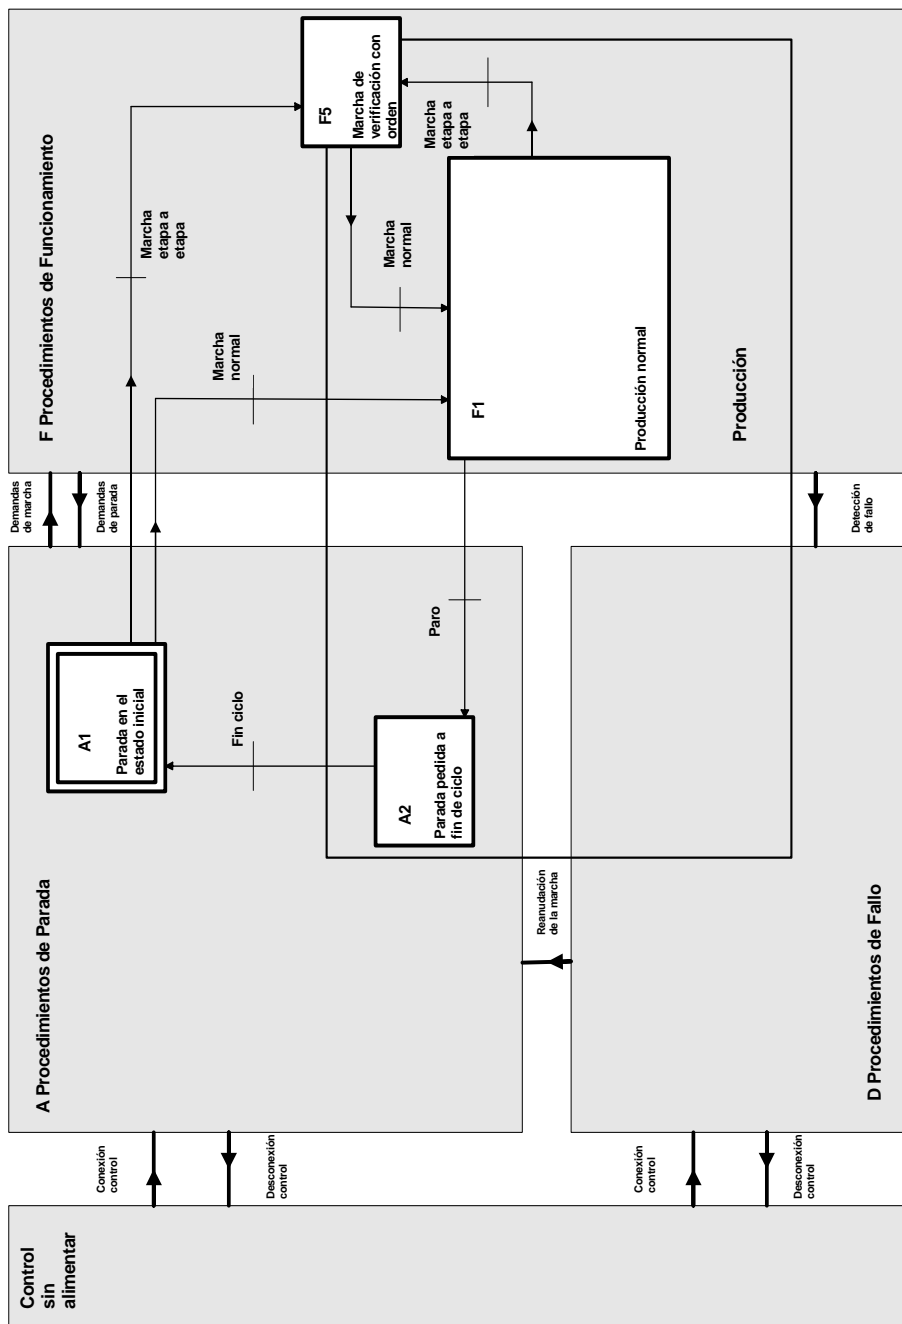 Control
sin
alimentar
A Procedimientos de Parada
F Procedimientos de Funcionamiento
Conexión
control
Desconexión
control
A1
Parada en el
estado inicial
Demandas
de marcha
Demandas
de parada
Marcha
etapa a
etapa
Marcha
normal
Fin ciclo
F5
Marcha de
verificación con
orden
Marcha
normal
Marcha
etapa a
etapa
A2
Parada pedida a
fin de ciclo
Paro
F1
Producción normal
Producción
Reanudación
de la marcha
Conexión
control
Desconexión
control
D Procedimientos de Fallo
Detección
de fallo